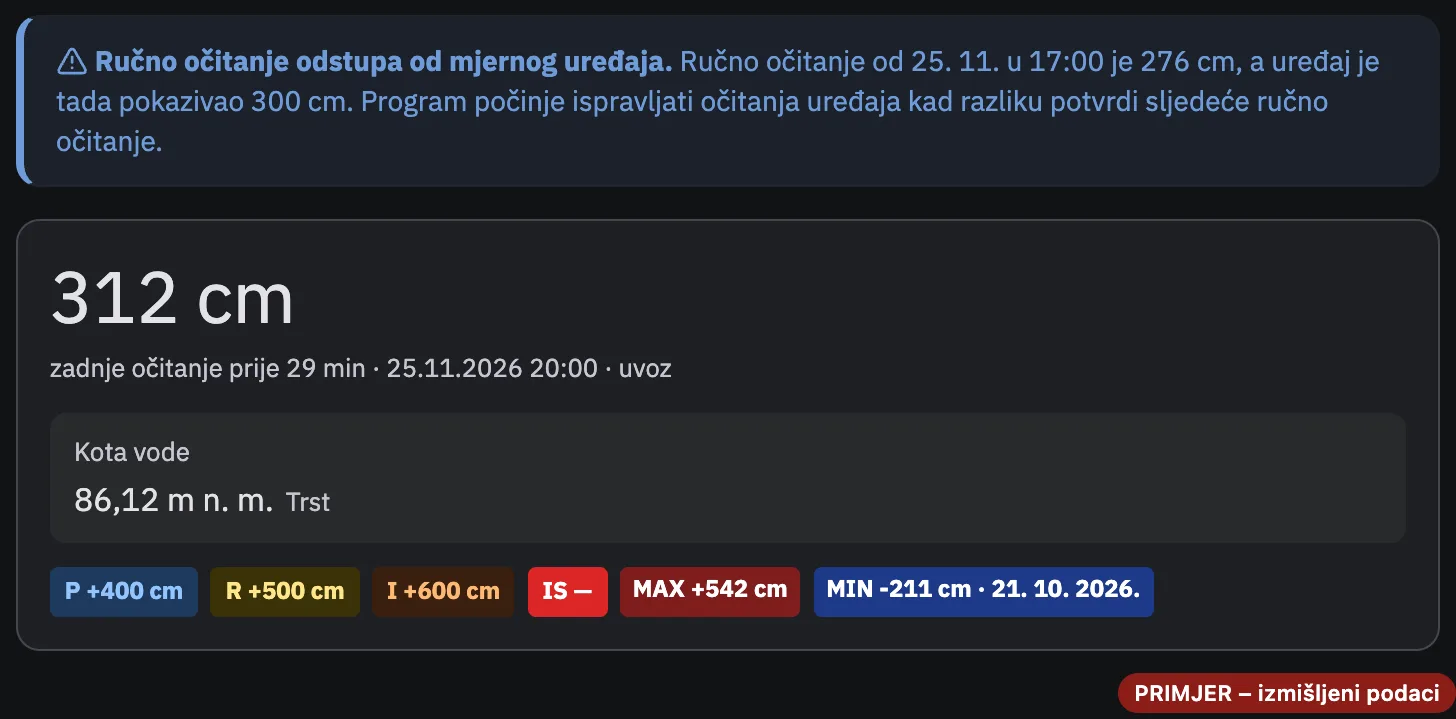 Ručno očitanje odstupa od mjernog uređaja. Ručno očitanje od 25. 11. u 17:00 je 276 cm, a uređaj je
tada pokazivao 300 cm. Program počinje ispravljati očitanja uređaja kad razliku potvrdi sljedeće ručno
očitanje.
312 cm
zadnje očitanje prije 29 min · 25.11.2026 20:00 · uvoz
Kota vode
86,12 m n. m. Trst
P +400 cm R +500 cm I +600 cm IS — MAX +542 cm MIN -211 cm · 21. 10. 2026.
PRIMJER – izmišljeni podaci